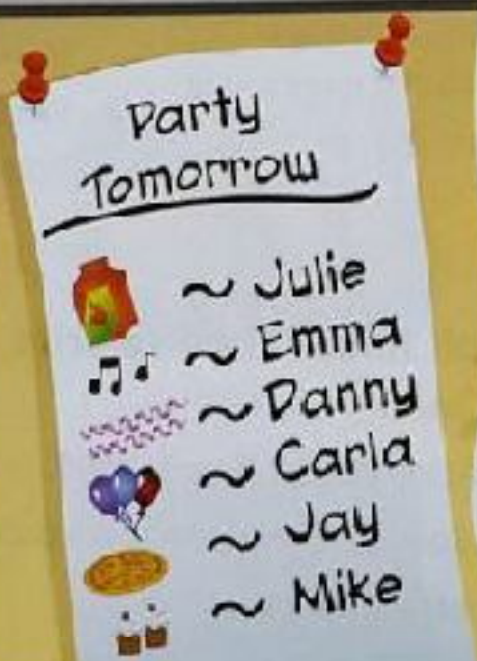 Party
Tomorrow
~ Julie
~ Emma
~ Danny
~ Carla
~ Jay
~ Mike